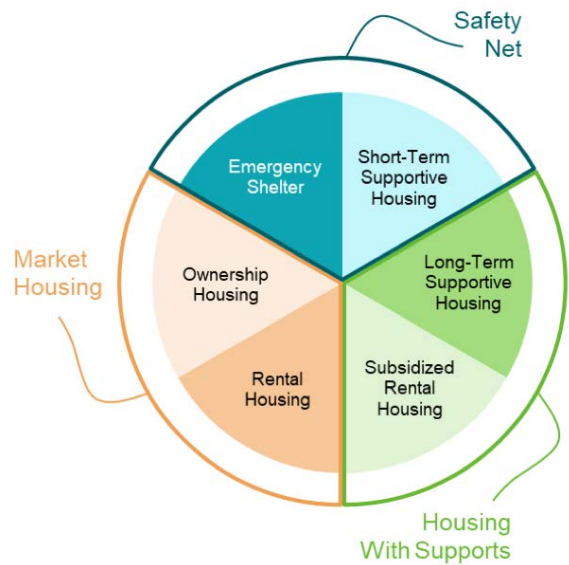 Safety
Net
Emergency
Shelter
Short-Term
Supportive
Housing
Market
Housing
Ownership
Housing
Long-Term
Supportive
Housing
Rental
Housing
Subsidized
Rental
Housing
Housing
With Supports